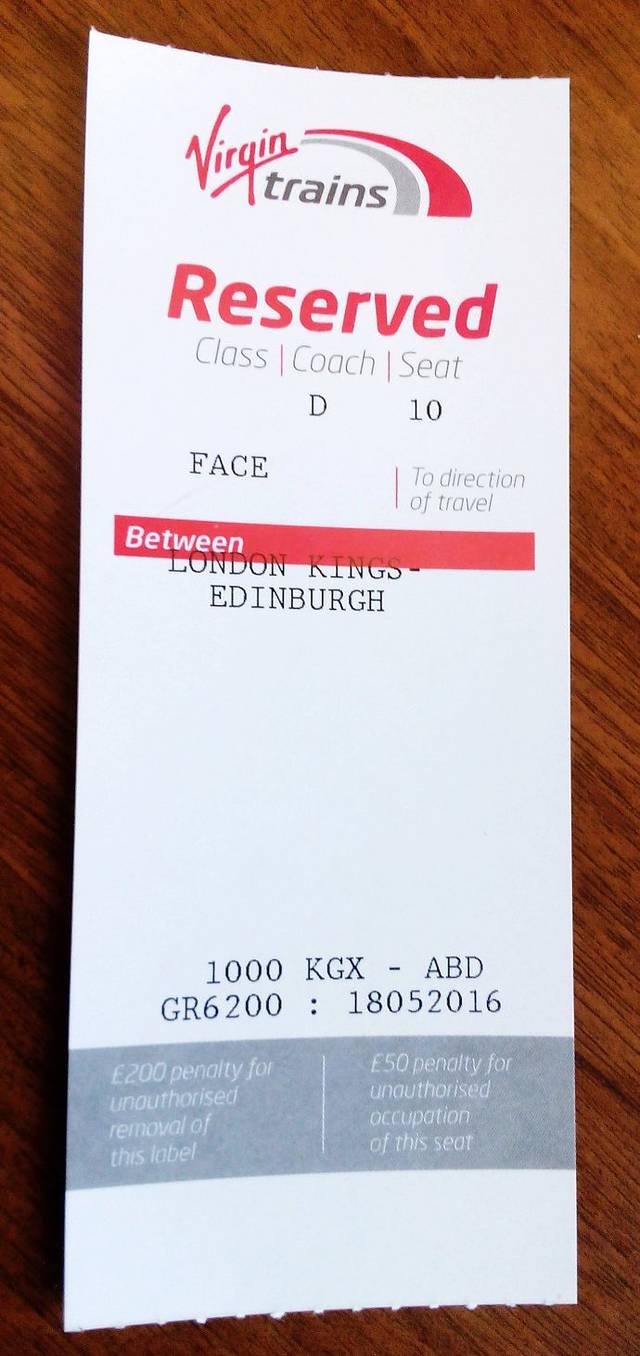 Virgin
trains
Reserved
Class | Coach | Seat
D 10
FACE
To direction
of travel
Between
LONDON KINGS-
EDINBURGH
1000 KGX - ABD
GR6200 : 18052016
£200 penalty for
unauthorised
removal of
this label
£50 penalty for
unauthorised
occupation
of this seat